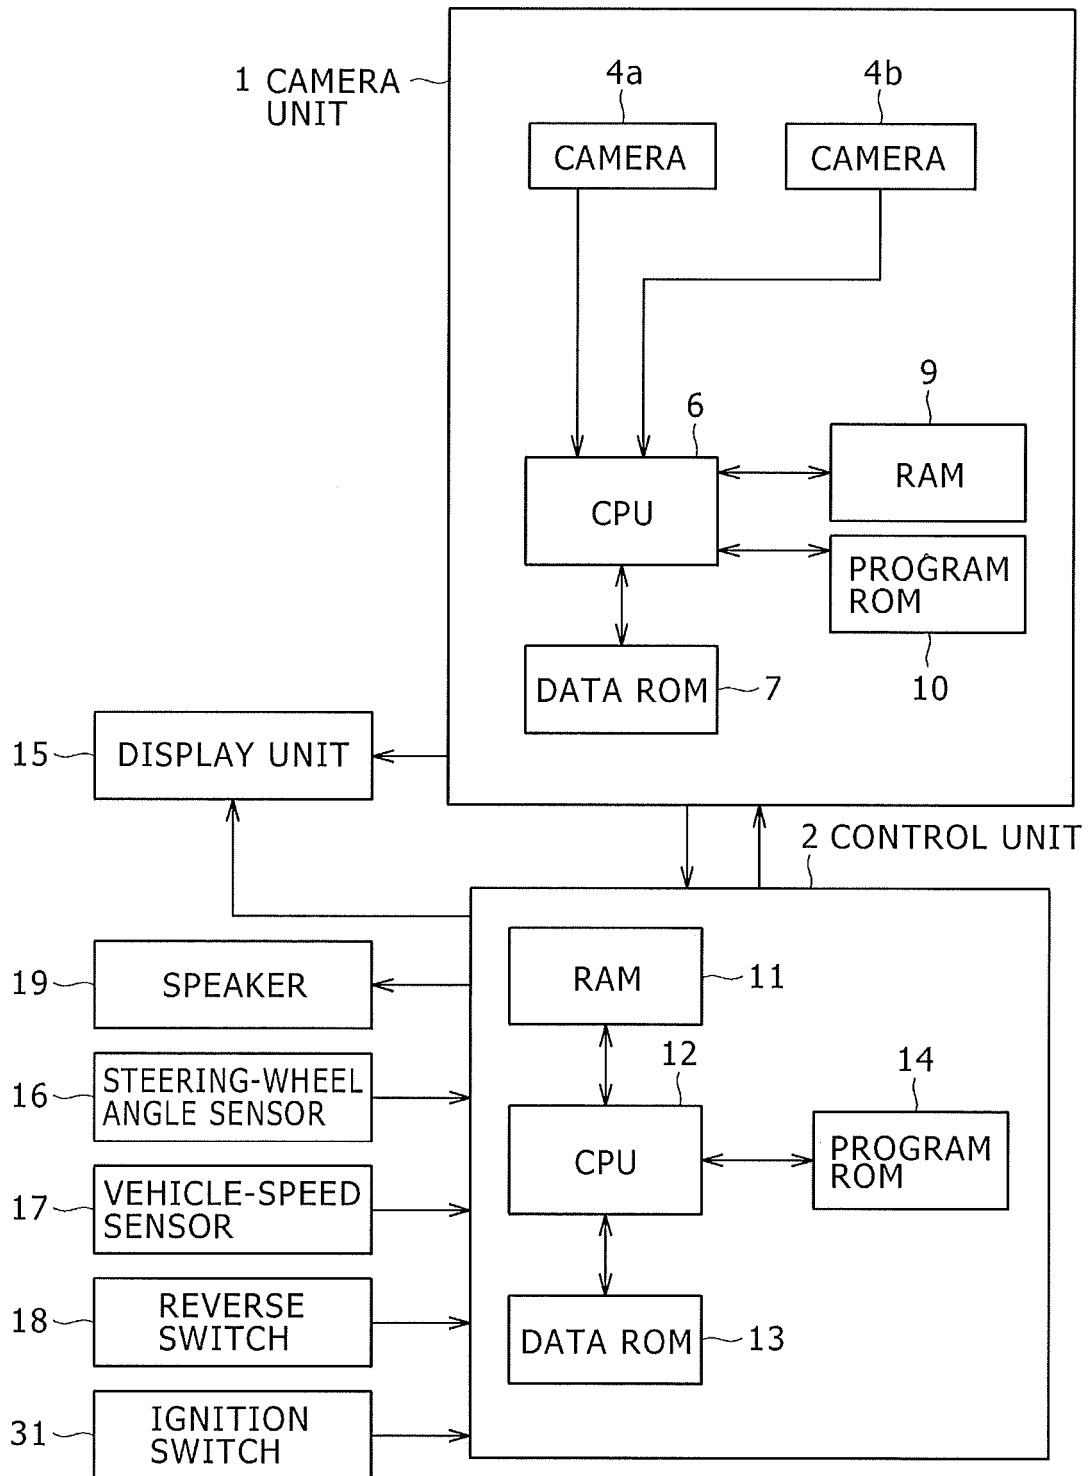 1 CAMERA
UNIT
4a
4b
CAMERA
CAMERA
9
6
RAM
CPU
PROGRAM
ROM
10
DATA ROM
7
15
DISPLAY UNIT
2 CONTROL UNIT
RAM
11
19
SPEAKER
12
14
16
STEERING-WHEEL
ANGLE SENSOR
CPU
PROGRAM
ROM
17
VEHICLE-SPEED
SENSOR
18
REVERSE
SWITCH
DATA ROM
13
31
IGNITION
SWITCH